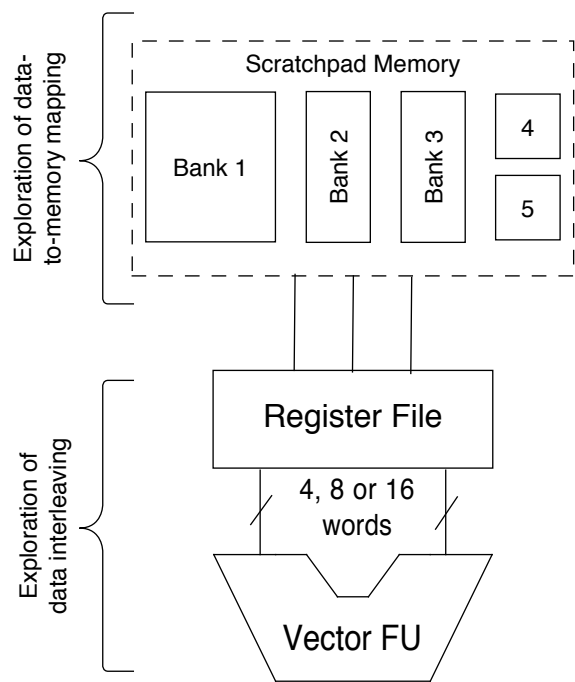 Exploration of data-
to-memory mapping
Scratchpad Memory
Bank 1
Bank 2
Bank 3
4
5
Exploration of
data interleaving
Register File
4, 8 or 16
words
Vector FU